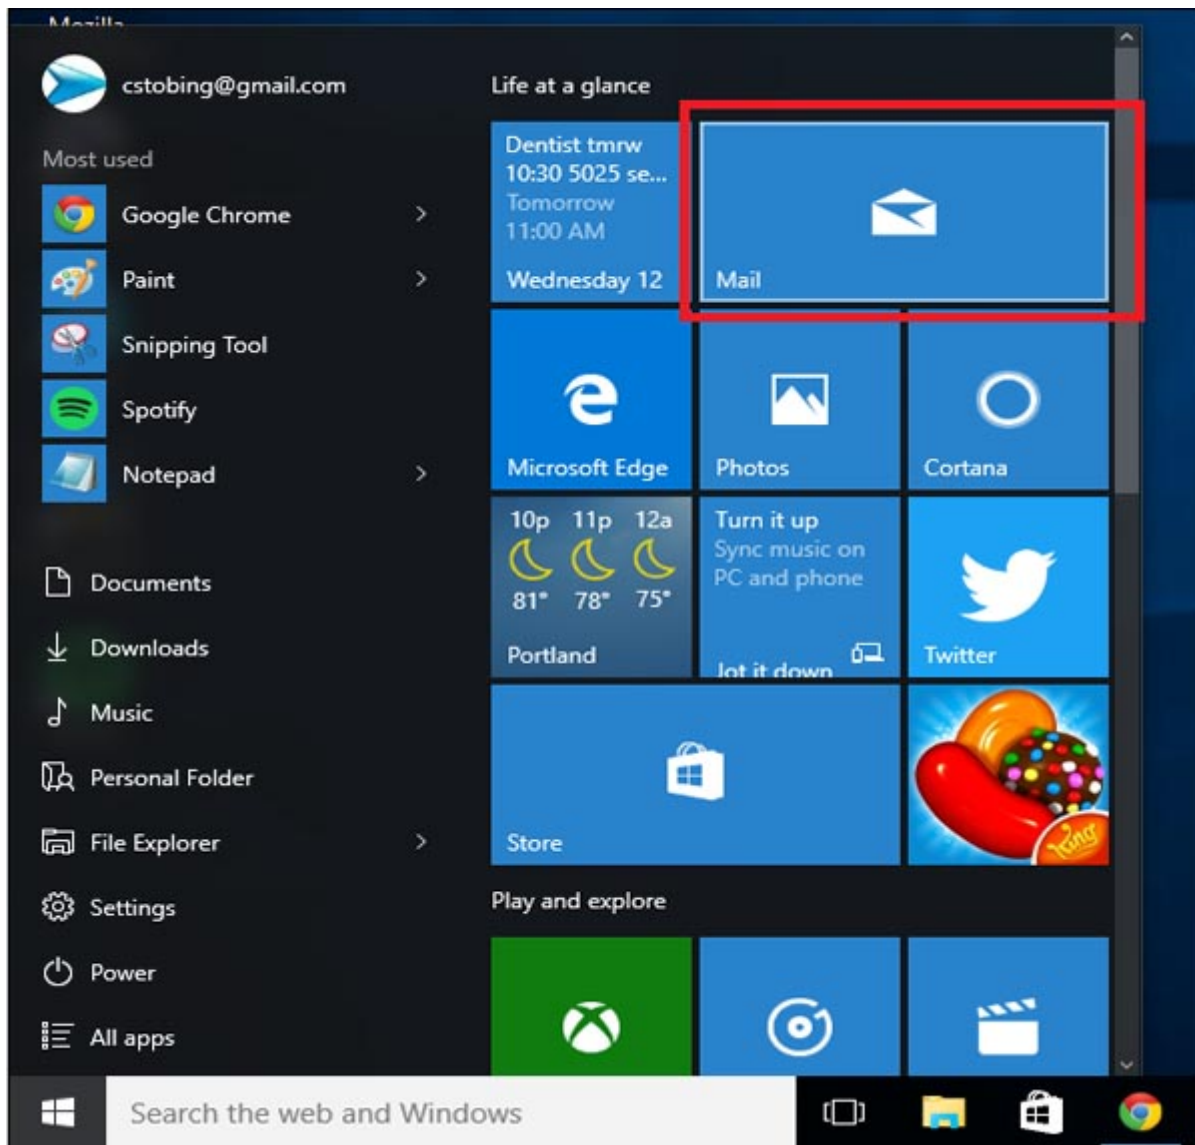 Mozilla
cstobing@gmail.com
Most used
Google Chrome
Paint
Snipping Tool
Spotify
Notepad
Documents
Downloads
Music
Personal Folder
File Explorer
Settings
Power
All apps
Life at a glance
Dentist tmrw
10:30 5025 se...
Tomorrow
11:00 AM
Wednesday 12
Mail
Microsoft Edge
Photos
Cortana
10p 11p 12a
81° 78° 75°
Portland
Turn it up
Sync music on
PC and phone
Jot it down
Twitter
Store
King
Play and explore
Search the web and Windows